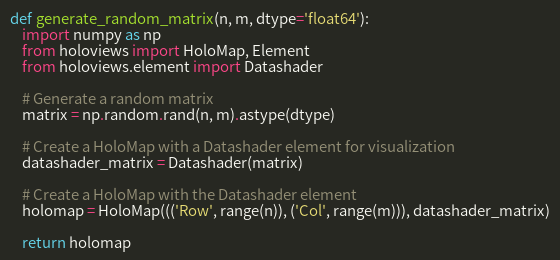 def generate_random_matrix(n, m, dtype='float64'):
import numpy as np
from holoviews import HoloMap, Element
from holoviews.element import Datashader
# Generate a random matrix
matrix = np.random.rand(n, m).astype(dtype)
# Create a HoloMap with a Datashader element for visualization
datashader_matrix = Datashader(matrix)
# Create a HoloMap with the Datashader element
holomap = HoloMap((('Row', range(n)), ('Col', range(m))), datashader_matrix)
return holomap